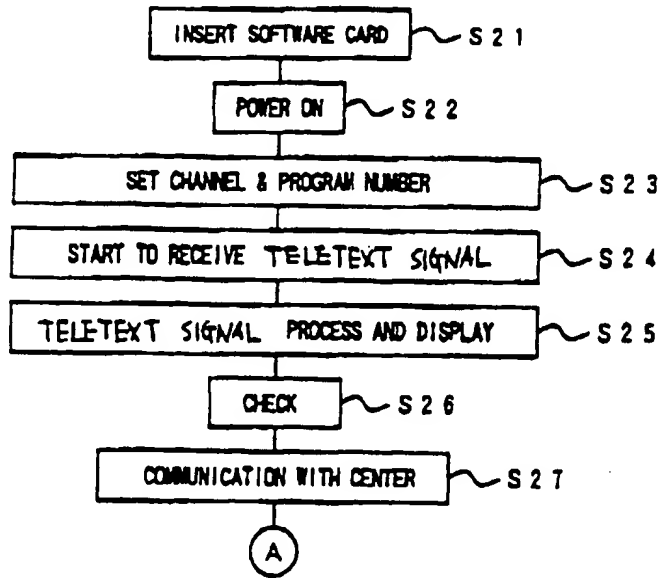 INSERT SOFTWARE CARD S21
POWER ON S22
SET CHANNEL & PROGRAM NUMBER S23
START TO RECEIVE TELETEXT SIGNAL S24
TELETEXT SIGNAL PROCESS AND DISPLAY S25
CHECK S26
COMMUNICATION WITH CENTER S27
A